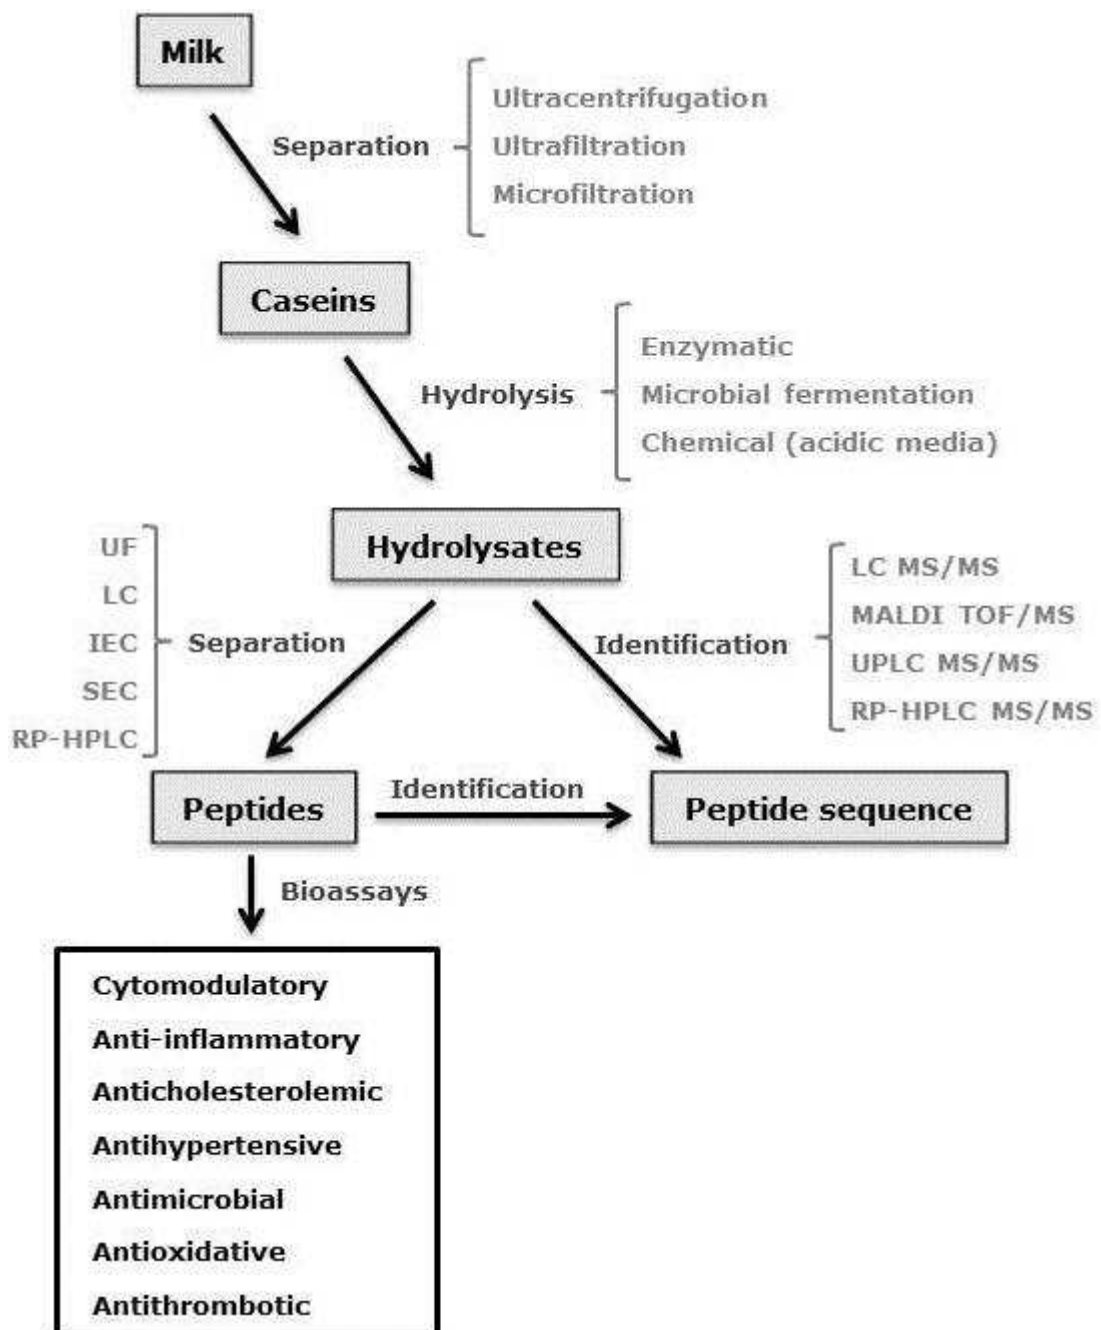 Milk
Separation
Ultracentrifugation
Ultrafiltration
Microfiltration
Caseins
Hydrolysis
Enzymatic
Microbial fermentation
Chemical (acidic media)
Hydrolysates
UF
LC
IEC
SEC
RP-HPLC
Separation
Identification
LC MS/MS
MALDI TOF/MS
UPLC MS/MS
RP-HPLC MS/MS
Peptides
Identification
Peptide sequence
Bioassays
Cytomodulatory
Anti-inflammatory
Anticholesterolemic
Antihypertensive
Antimicrobial
Antioxidative
Antithrombotic